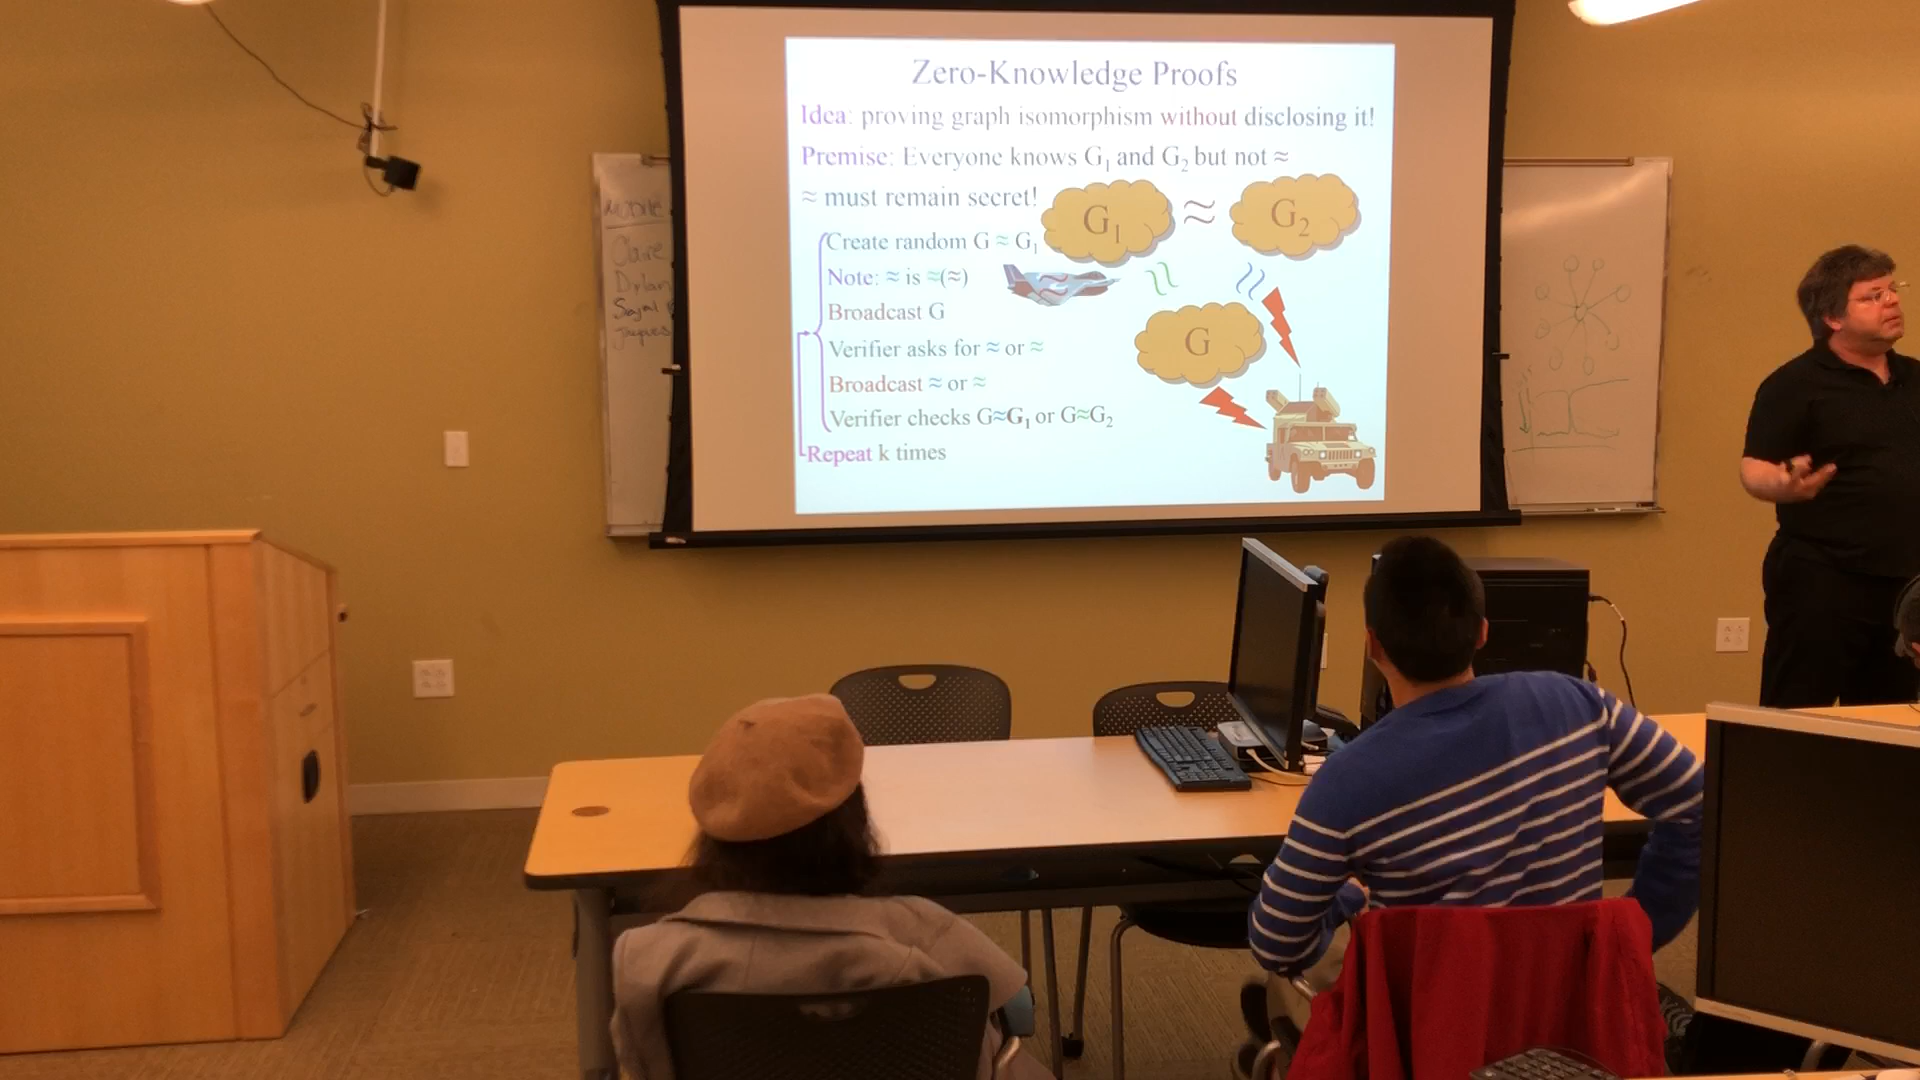 Zero-Knowledge Proofs
Idea: proving graph isomorphism without disclosing it!
Premise: Everyone knows G₁ and G₂ but not ≈
≈ must remain secret!
G₁ ≈ G₂
Create random G ≈ G₁
Note: ≈ is ≈(≈)
≈ ≈
Broadcast G
G
Verifier asks for ≈ or ≈
Broadcast ≈ or ≈
Verifier checks G≈G₁ or G≈G₂
Repeat k times
Claire
Dylan